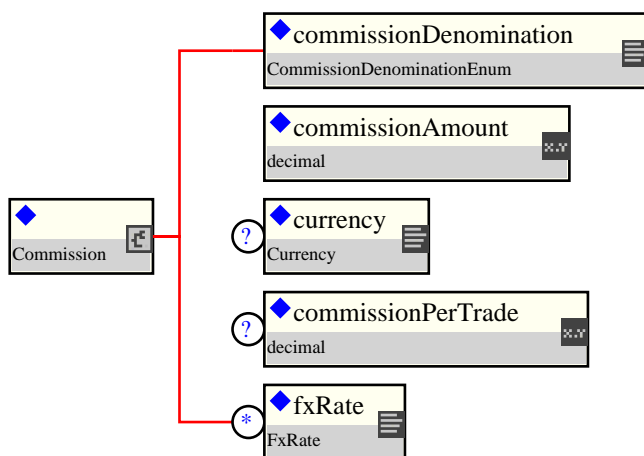 commissionDenomination
CommissionDenominationEnum
commissionAmount
x.y
decimal
Commission
?
currency
Currency
?
commissionPerTrade
x.y
decimal
*
fxRate
FxRate